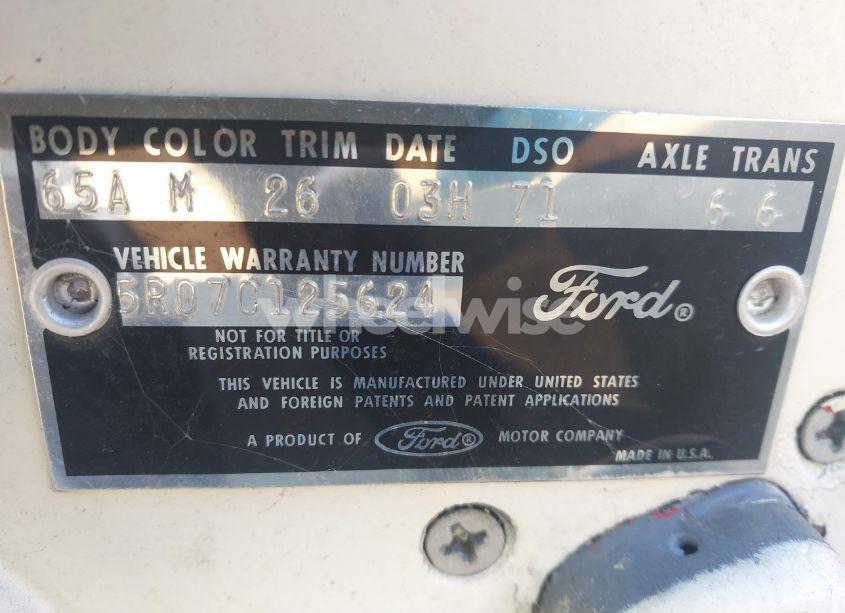 BODY COLOR TRIM DATE DSO AXLE TRANS
65A M 26 03H 71 6 6
VEHICLE WARRANTY NUMBER
5R07C125624
wheelwise
Ford®
NOT FOR TITLE OR
REGISTRATION PURPOSES
THIS VEHICLE IS MANUFACTURED UNDER UNITED STATES
AND FOREIGN PATENTS AND PATENT APPLICATIONS
A PRODUCT OF Ford® MOTOR COMPANY
MADE IN U.S.A.